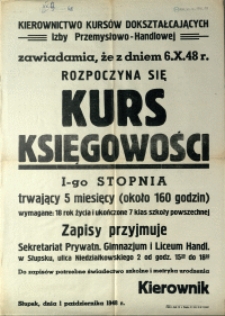 KIEROWNICTWO KURSÓW DOKSZTAŁCAJĄCYCH
Izby Przemysłowo-Handlowej
zawiadamia, że z dniem 6.X.48 r.
ROZPOCZYNA SIĘ
KURS
KSIĘGOWOŚCI
I-go STOPNIA
trwający 5 miesięcy (około 160 godzin)
wymagane: 18 rok życia i ukończone 7 klas szkoły powszechnej
Zapisy przyjmuje
Sekretariat Prywatn. Gimnazjum i Liceum Handl.
w Słupsku, ulica Niedziałkowskiego 2 od godz. 15 do 18
Do zapisów potrzebne świadectwo szkolne i metryka urodzenia
Kierownik
Słupsk, dnia 1 października 1948 r.